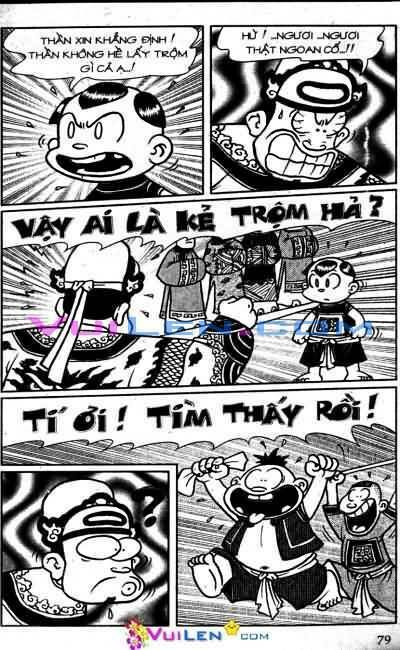 THẦN XIN KHẲNG ĐỊNH !
THẦN KHÔNG HỀ LẤY TRỘM
GÌ CẢ Ạ...!
HỪ ! ..NGƯƠI ..NGƯƠI
THẬT NGOAN CỐ...!!
VẬY AI LÀ KẺ TRỘM HẢ ?
VUILEN.COM
TÍ ƠI ! TÌM THẤY RỒI !
?
79
VUILEN.COM